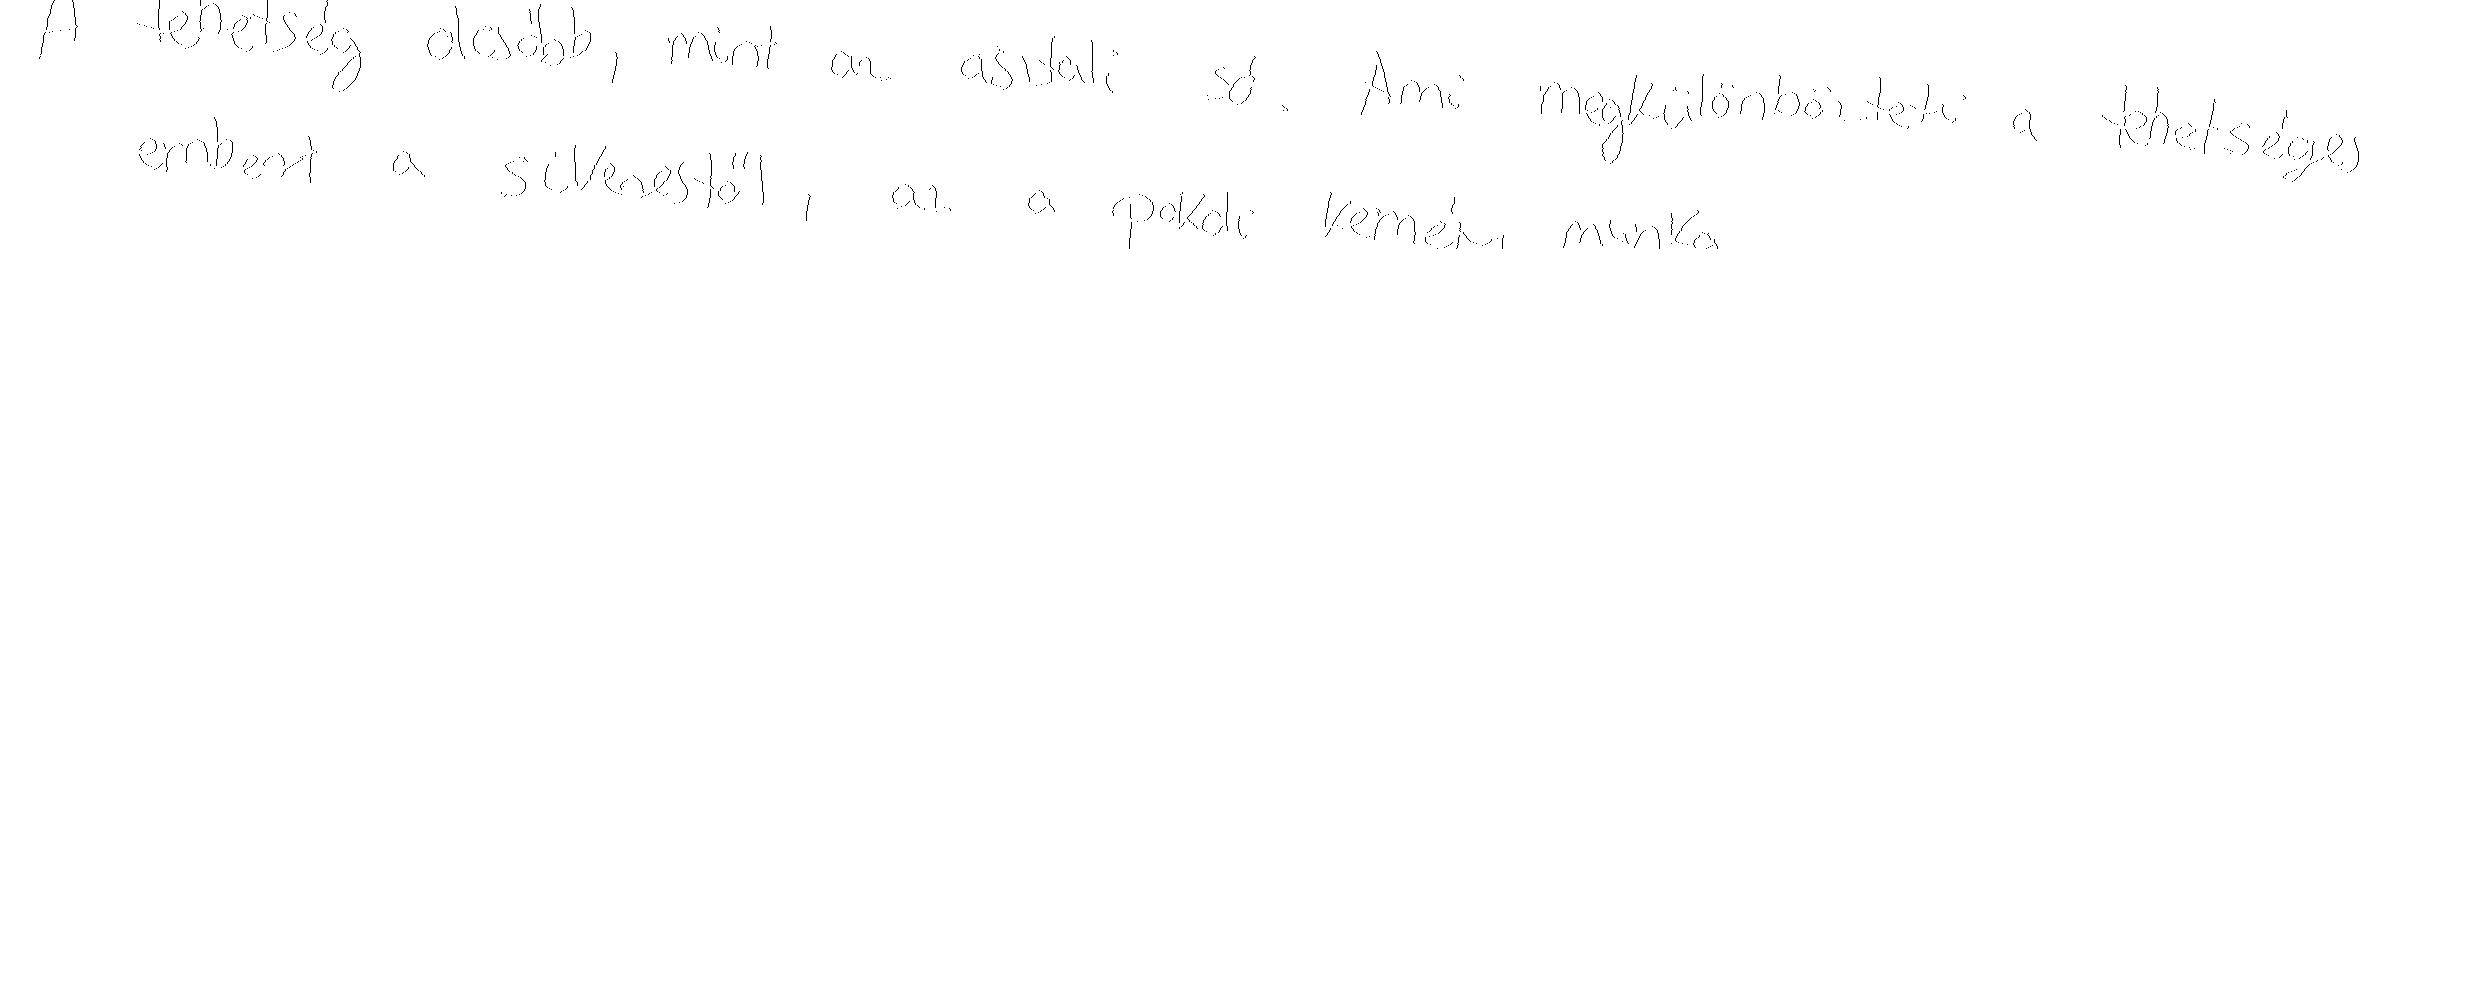 A tehetség olcsóbb, mint az asztali só. Ami megkülönbözteti a tehetséges
embert a sikerestől, az a pokoli kemény munka